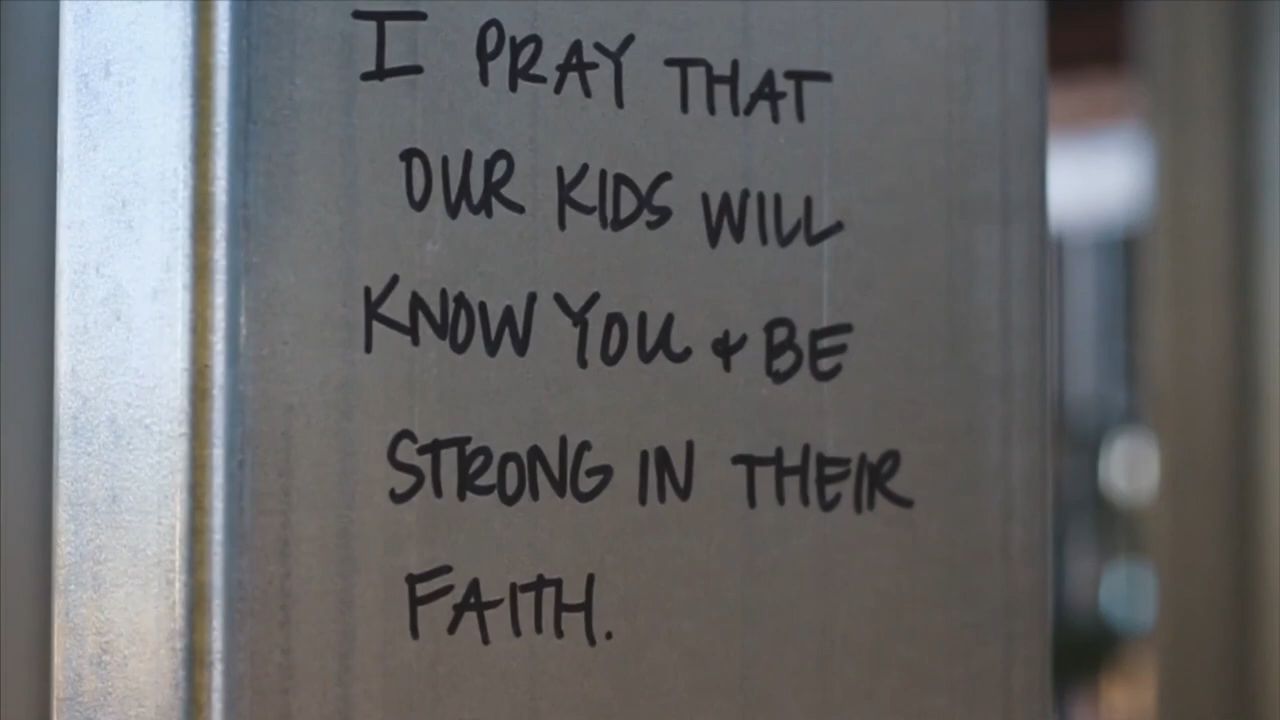 I PRAY THAT
OUR KIDS WILL
KNOW YOU & BE
STRONG IN THEIR
FAITH.